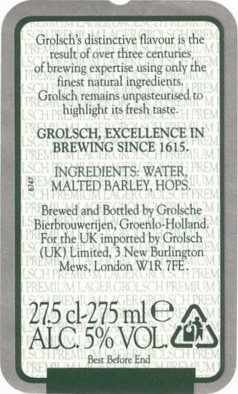 Grolsch's distinctive flavour is the
result of over three centuries
of brewing expertise using only the
finest natural ingredients.
Grolsch remains unpasteurised to
highlight its fresh taste.
GROLSCH, EXCELLENCE IN
BREWING SINCE 1615.
INGREDIENTS: WATER,
MALTED BARLEY, HOPS.
6747
Brewed and Bottled by Grolsche
Bierbrouwerijen, Groenlo-Holland.
For the UK imported by Grolsch
(UK) Limited, 3 New Burlington
Mews, London W1R 7FE.
27.5 cl-275 ml e
ALC. 5% VOL.
Best Before End